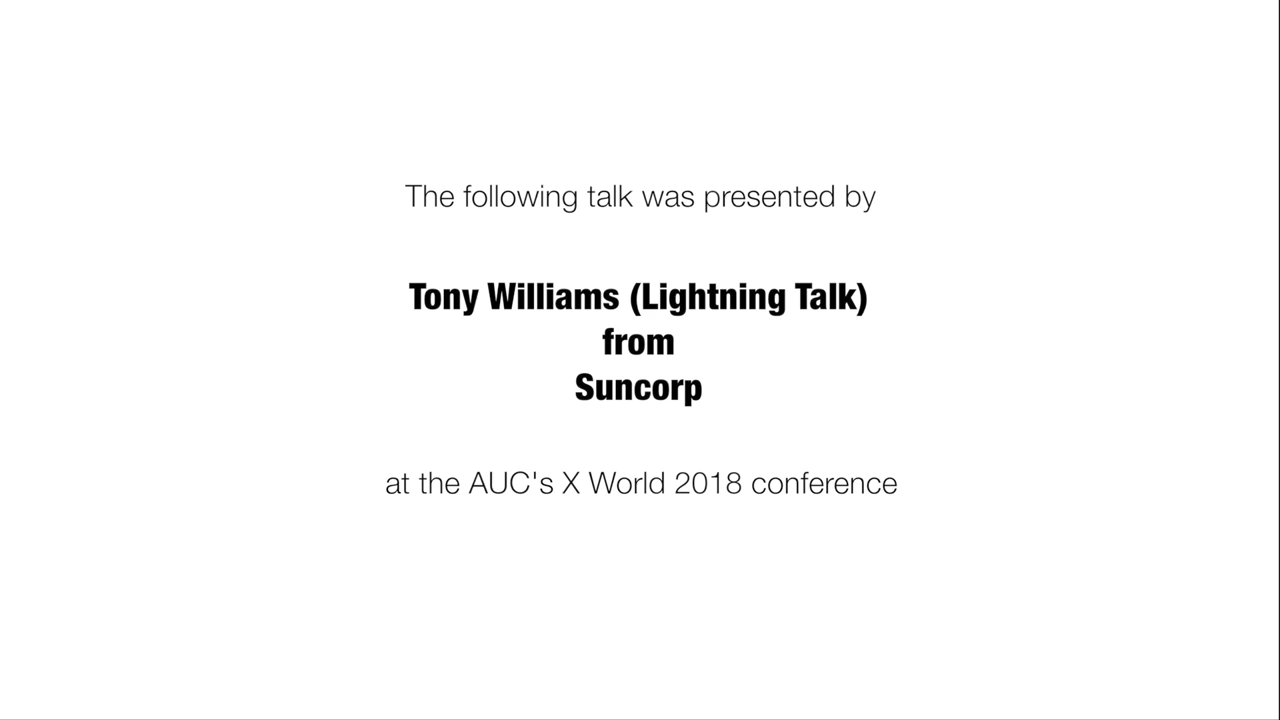 The following talk was presented by
Tony Williams (Lightning Talk)
from
Suncorp
at the AUC's X World 2018 conference